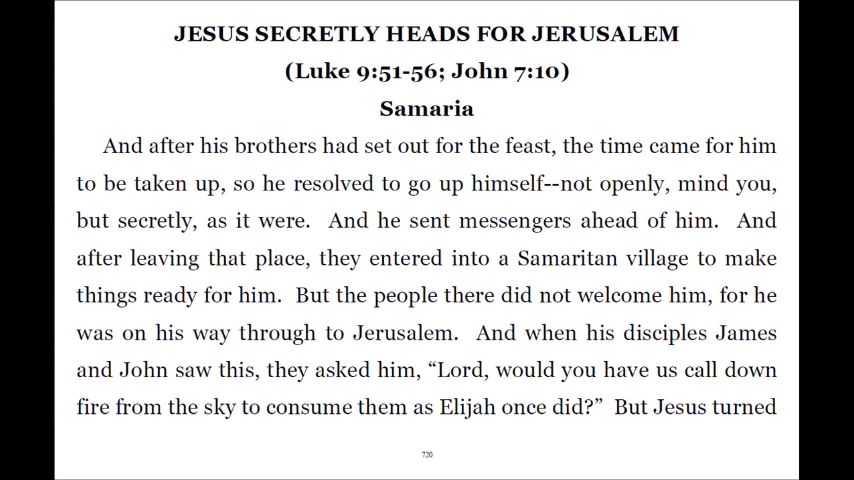 JESUS SECRETLY HEADS FOR JERUSALEM
(Luke 9:51-56; John 7:10)
Samaria
And after his brothers had set out for the feast, the time came for him
to be taken up, so he resolved to go up himself--not openly, mind you,
but secretly, as it were. And he sent messengers ahead of him. And
after leaving that place, they entered into a Samaritan village to make
things ready for him. But the people there did not welcome him, for he
was on his way through to Jerusalem. And when his disciples James
and John saw this, they asked him, “Lord, would you have us call down
fire from the sky to consume them as Elijah once did?” But Jesus turned
720